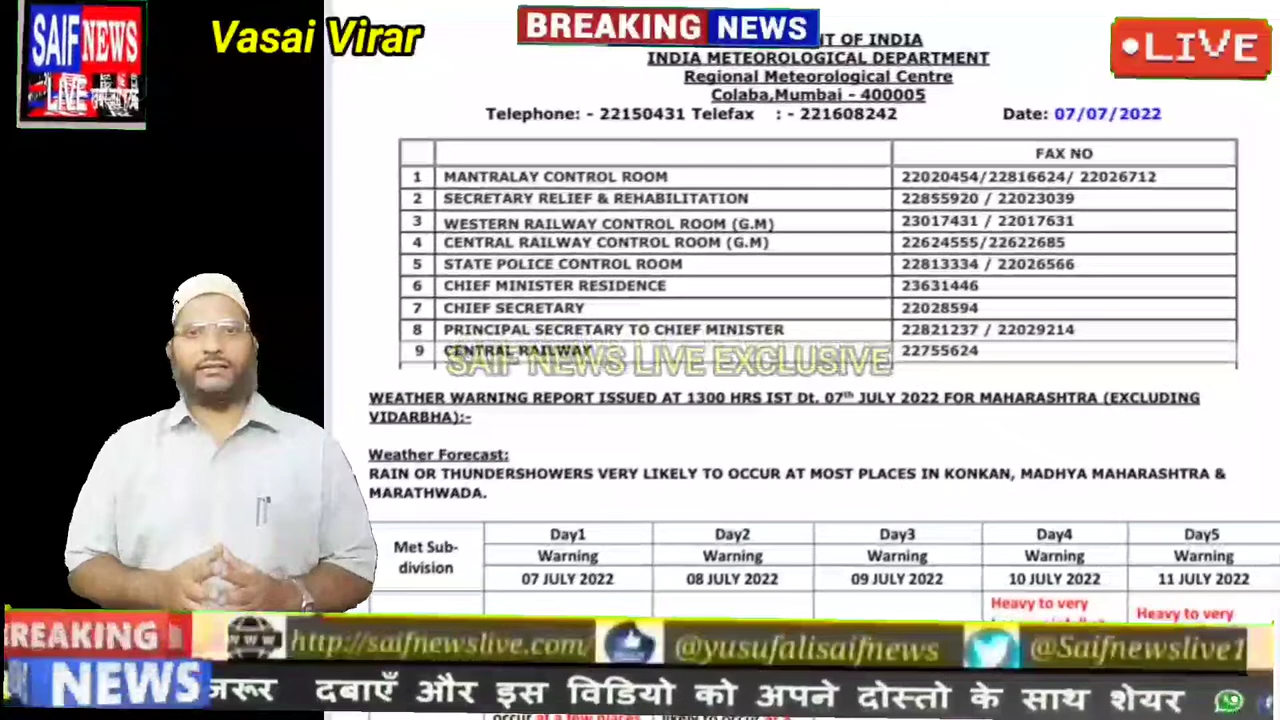 SAIF NEWS
LIVE
Vasai Virar
BREAKING NEWS
LIVE
T OF INDIA
INDIA METEOROLOGICAL DEPARTMENT
Regional Meteorological Centre
Colaba,Mumbai - 400005
Telephone: - 22150431 Telefax : - 221608242 Date: 07/07/2022
FAX NO
1 MANTRALAY CONTROL ROOM 22020454/22816624/ 22026712
2 SECRETARY RELIEF & REHABILITATION 22855920 / 22023039
3 WESTERN RAILWAY CONTROL ROOM (G.M) 23017431 / 22017631
4 CENTRAL RAILWAY CONTROL ROOM (G.M) 22624555/22622685
5 STATE POLICE CONTROL ROOM 22813334 / 22026566
6 CHIEF MINISTER RESIDENCE 23631446
7 CHIEF SECRETARY 22028594
8 PRINCIPAL SECRETARY TO CHIEF MINISTER 22821237 / 22029214
9 CENTRAL RAILWAY 22755624
SAIF NEWS LIVE EXCLUSIVE
WEATHER WARNING REPORT ISSUED AT 1300 HRS IST Dt. 07th JULY 2022 FOR MAHARASHTRA (EXCLUDING
VIDARBHA):-
Weather Forecast:
RAIN OR THUNDERSHOWERS VERY LIKELY TO OCCUR AT MOST PLACES IN KONKAN, MADHYA MAHARASHTRA &
MARATHWADA.
Met Sub-
division
Day1 Day2 Day3 Day4 Day5
Warning Warning Warning Warning Warning
07 JULY 2022 08 JULY 2022 09 JULY 2022 10 JULY 2022 11 JULY 2022
Heavy to very Heavy to very
BREAKING
NEWS
http://saifnewslive.com/ @yusufalisaifnews @Saifnewslive1
जरूर दबाएँ और इस विडियो को अपने दोस्तो के साथ शेयर